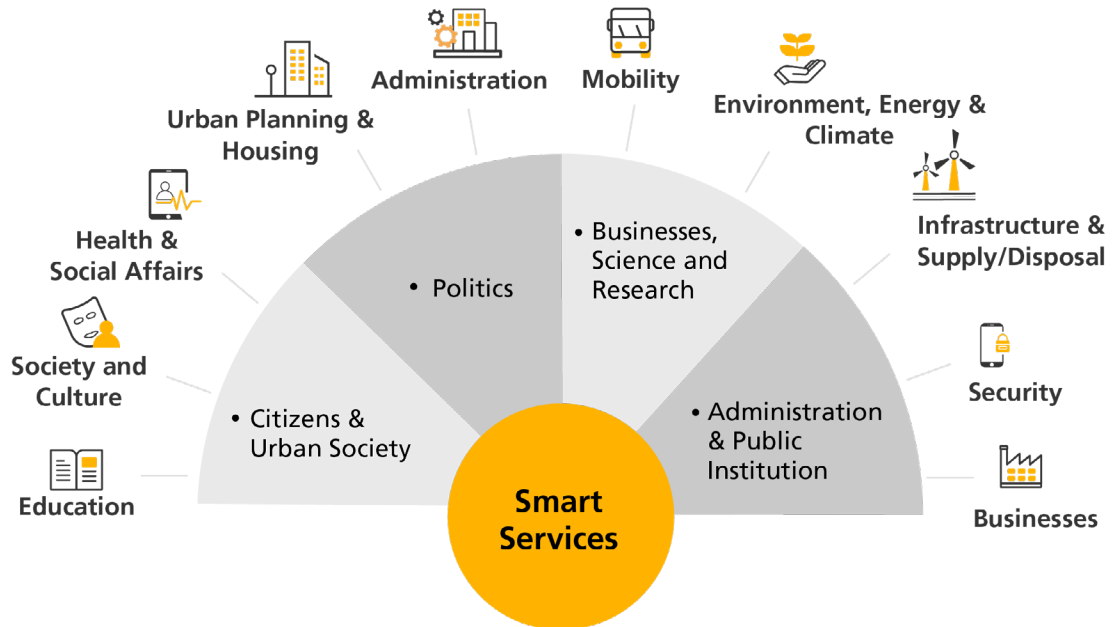 Administration
Mobility
Urban Planning &
Housing
Environment, Energy &
Climate
Health &
Social Affairs
Infrastructure &
Supply/Disposal
Society and
Culture
Security
Education
Businesses
• Citizens &
Urban Society
• Politics
• Businesses,
Science and
Research
• Administration
& Public
Institution
Smart
Services